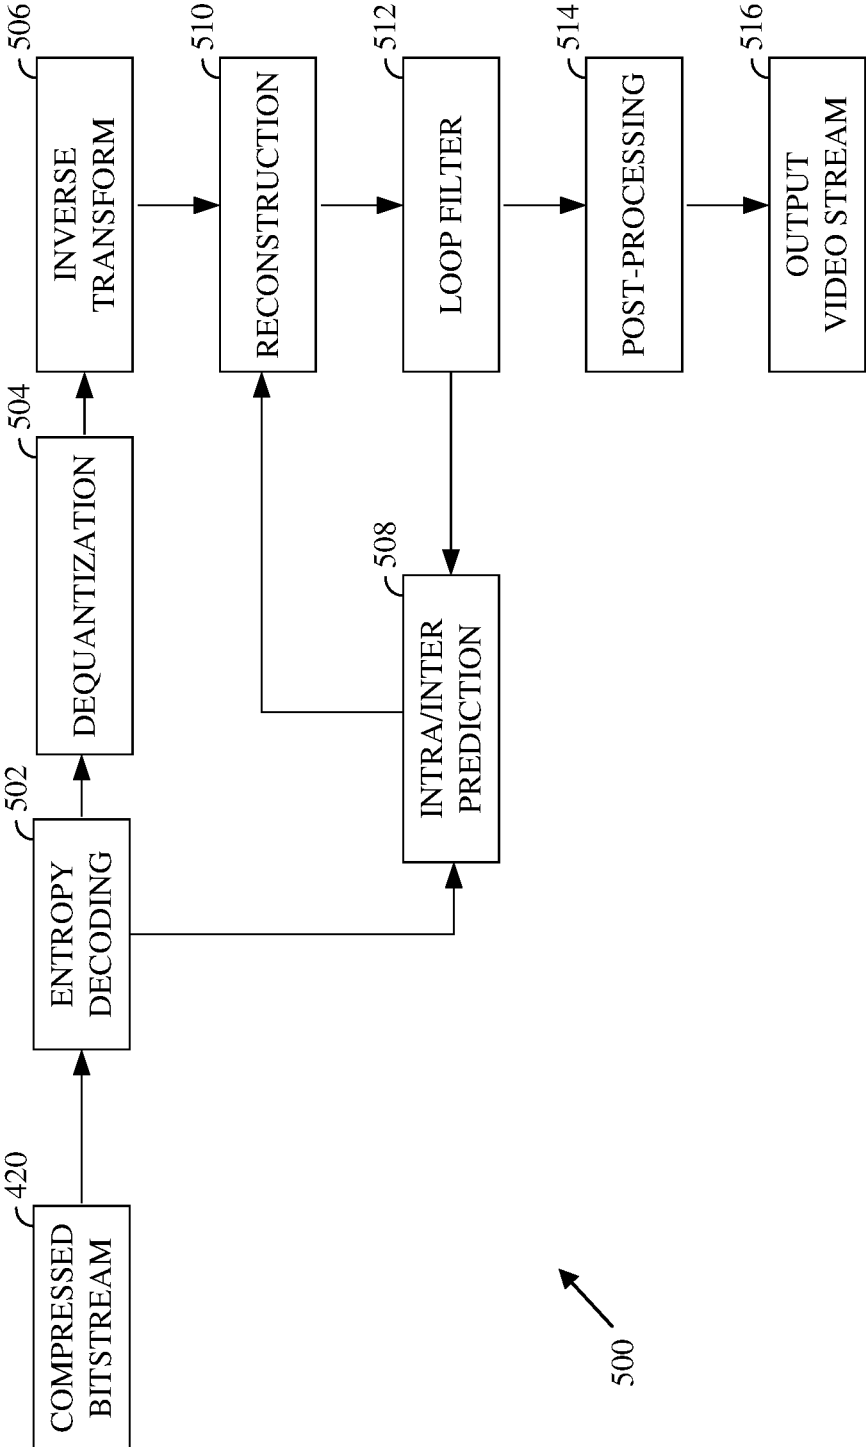 420
COMPRESSED
BITSTREAM
502
ENTROPY
DECODING
504
DEQUANTIZATION
506
INVERSE
TRANSFORM
508
INTRA/INTER
PREDICTION
510
RECONSTRUCTION
512
LOOP FILTER
514
POST-PROCESSING
516
OUTPUT
VIDEO STREAM
500